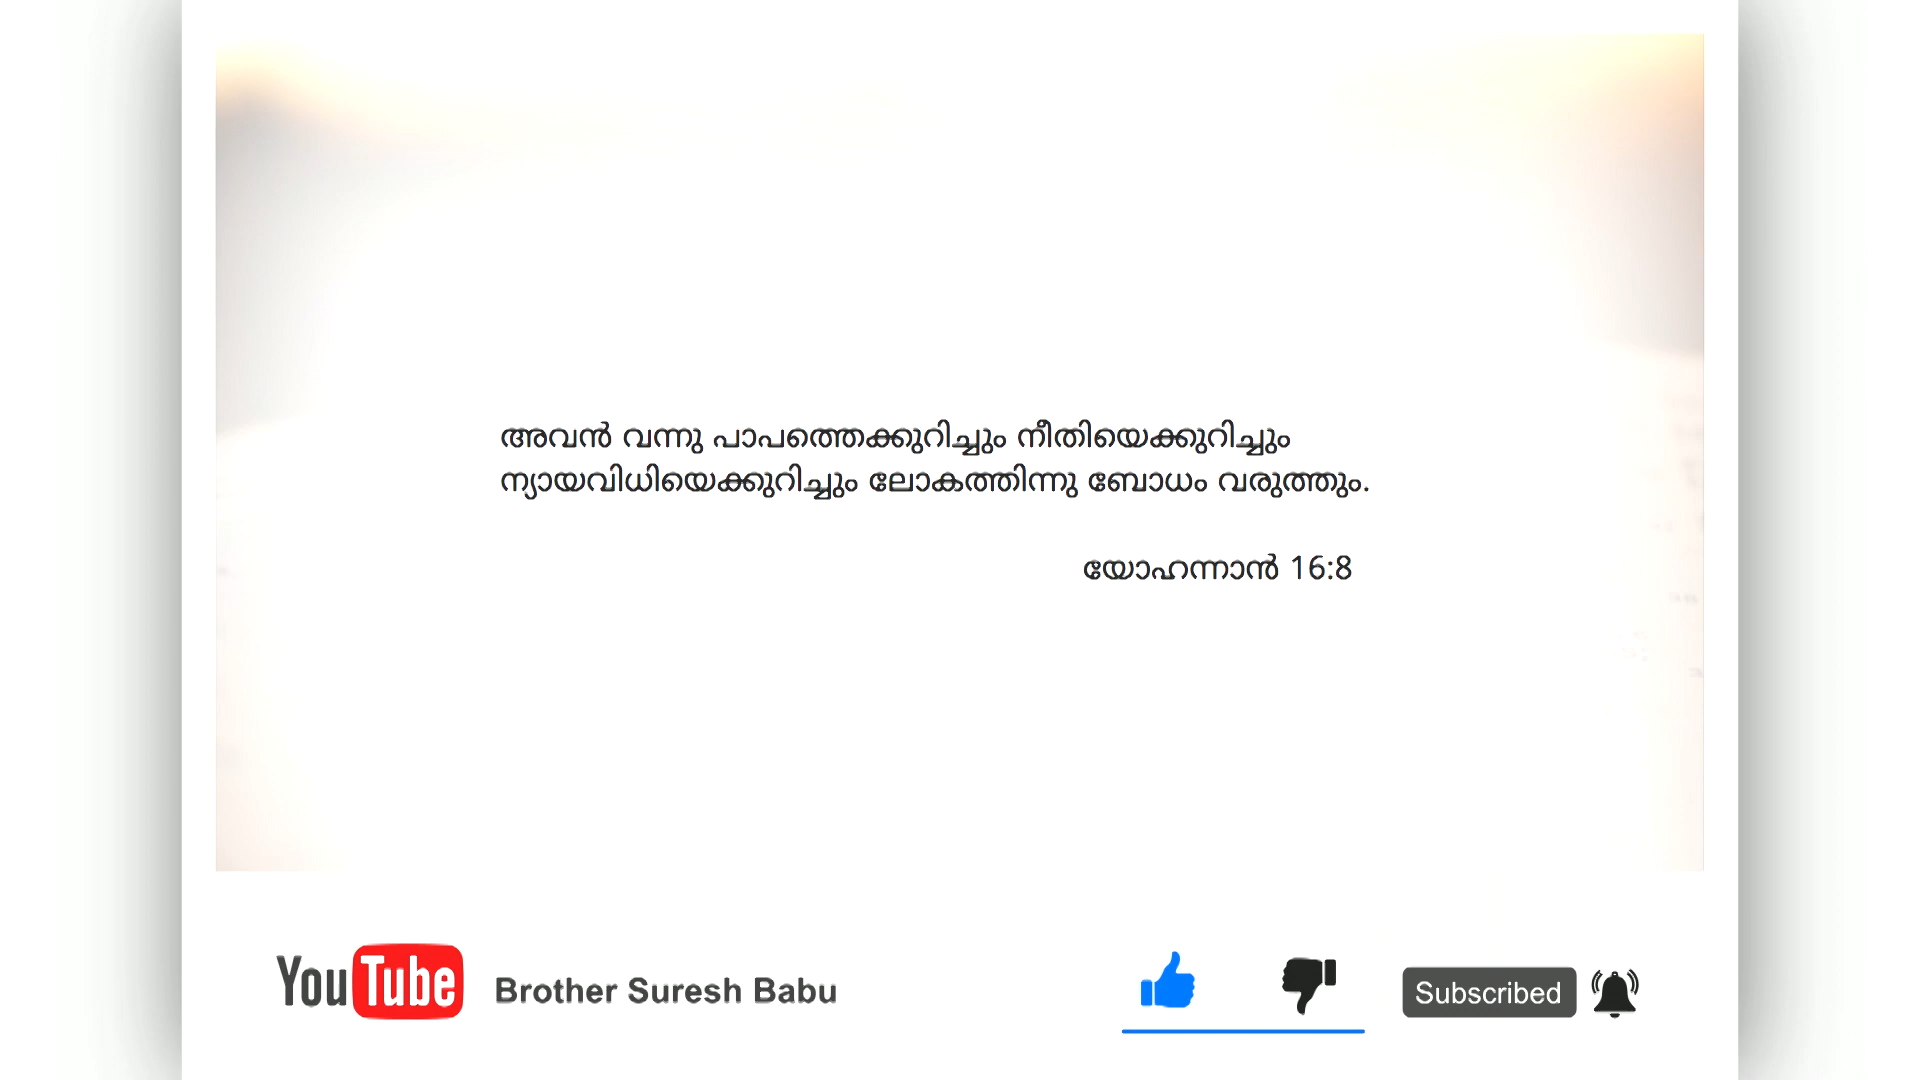 അവൻ വന്നു പാപത്തെക്കുറിച്ചും നീതിയെക്കുറിച്ചും
ന്യായവിധിയെക്കുറിച്ചും ലോകത്തിന്നു ബോധം വരുത്തും.
യോഹന്നാൻ 16:8
YouTube Brother Suresh Babu Subscribed